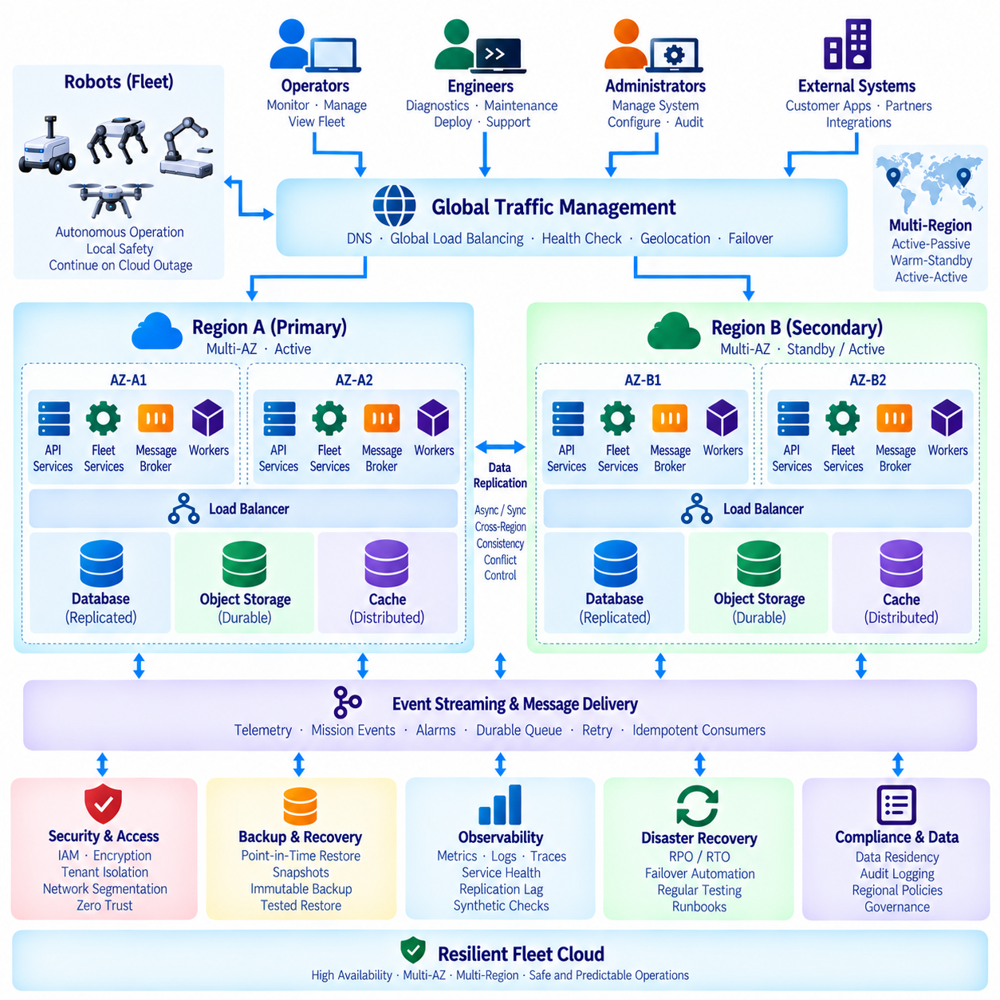 Robots (Fleet)
Autonomous Operation
Local Safety
Continue on Cloud Outage
Operators
Monitor · Manage
View Fleet
Engineers
Diagnostics · Maintenance
Deploy · Support
Administrators
Manage System
Configure · Audit
External Systems
Customer Apps · Partners
Integrations
Global Traffic Management
DNS · Global Load Balancing · Health Check · Geolocation · Failover
Multi-Region
Active-Passive
Warm-Standby
Active-Active
Region A (Primary)
Multi-AZ · Active
AZ-A1
API
Services
Fleet
Services
Message
Broker
Workers
AZ-A2
API
Services
Fleet
Services
Message
Broker
Workers
Load Balancer
Database
(Replicated)
Object Storage
(Durable)
Cache
(Distributed)
Data
Replication
Async / Sync
Cross-Region
Consistency
Conflict
Control
Region B (Secondary)
Multi-AZ · Standby / Active
AZ-B1
API
Services
Fleet
Services
Message
Broker
Workers
AZ-B2
API
Services
Fleet
Services
Message
Broker
Workers
Load Balancer
Database
(Replicated)
Object Storage
(Durable)
Cache
(Distributed)
Event Streaming & Message Delivery
Telemetry · Mission Events · Alarms · Durable Queue · Retry · Idempotent Consumers
Security & Access
IAM · Encryption
Tenant Isolation
Network Segmentation
Zero Trust
Backup & Recovery
Point-in-Time Restore
Snapshots
Immutable Backup
Tested Restore
Observability
Metrics · Logs · Traces
Service Health
Replication Lag
Synthetic Checks
Disaster Recovery
RPO / RTO
Failover Automation
Regular Testing
Runbooks
Compliance & Data
Data Residency
Audit Logging
Regional Policies
Governance
Resilient Fleet Cloud
High Availability · Multi-AZ · Multi-Region · Safe and Predictable Operations